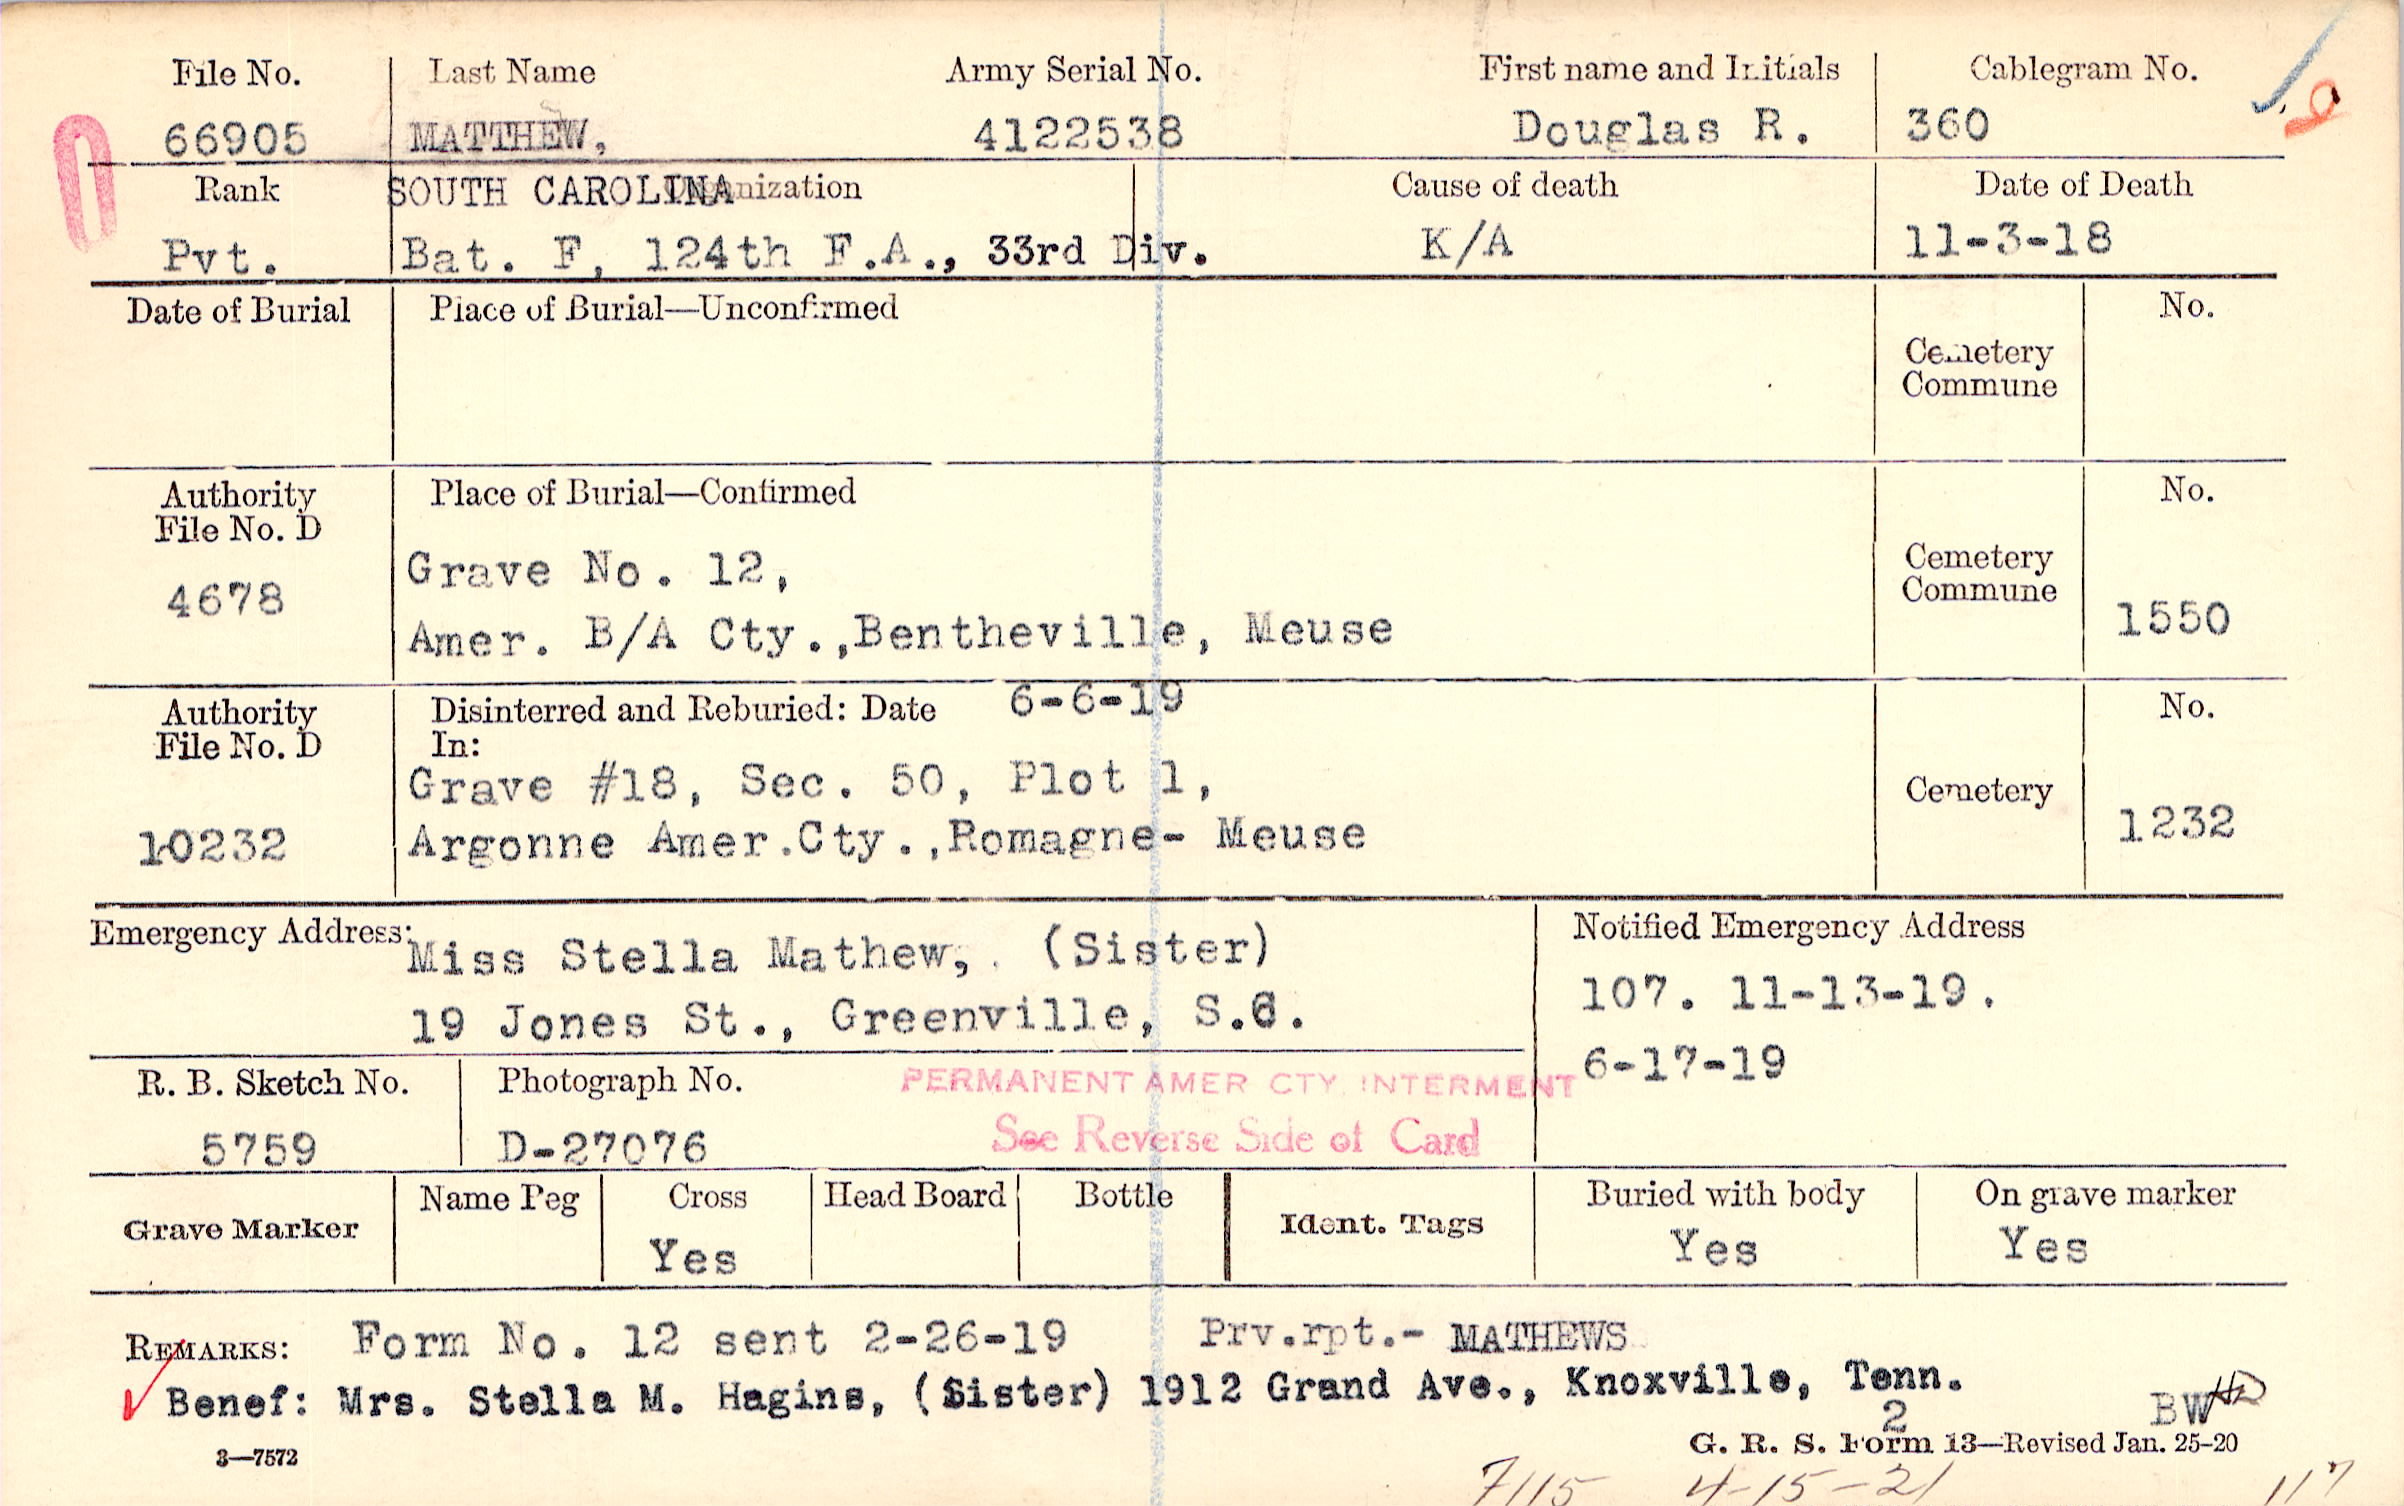 File No. Last Name Army Serial No. First name and Initials Cablegram No.
66905 MATTHEW, 4122538 Douglas R. 360
Rank SOUTH CAROLINA Organization Cause of death Date of Death
Pvt. Bat. F, 124th F.A., 33rd Div. K/A 11-3-18
Date of Burial Place of Burial—Unconfirmed No.
Cemetery
Commune
Authority Place of Burial—Confirmed No.
File No. D
Grave No. 12, Cemetery
4678 Commune 1550
Amer. B/A Cty.,Bentheville, Meuse
Authority Disinterred and Reburied: Date 6-6-19 No.
File No. D In:
Grave #18, Sec. 50, Plot 1, Cemetery
10232 Argonne Amer.Cty.,Romagne- Meuse 1232
Emergency Address: Miss Stella Mathew, (Sister) Notified Emergency Address
19 Jones St., Greenville, S.C. 107. 11-13-19.
6-17-19
R. B. Sketch No. Photograph No. PERMANENT AMER CTY. INTERMENT
5759 D-27076 See Reverse Side of Card
Grave Marker Name Peg Cross Head Board Bottle Ident. Tags Buried with body On grave marker
Yes Yes Yes
REMARKS: Form No. 12 sent 2-26-19 Prv.rpt.- MATHEWS
Benef: Mrs. Stella M. Hagins, (Sister) 1912 Grand Ave., Knoxville, Tenn.
2 BW HD
3—7572 G. R. S. Form 13—Revised Jan. 25-20
7115 4-15-21 117